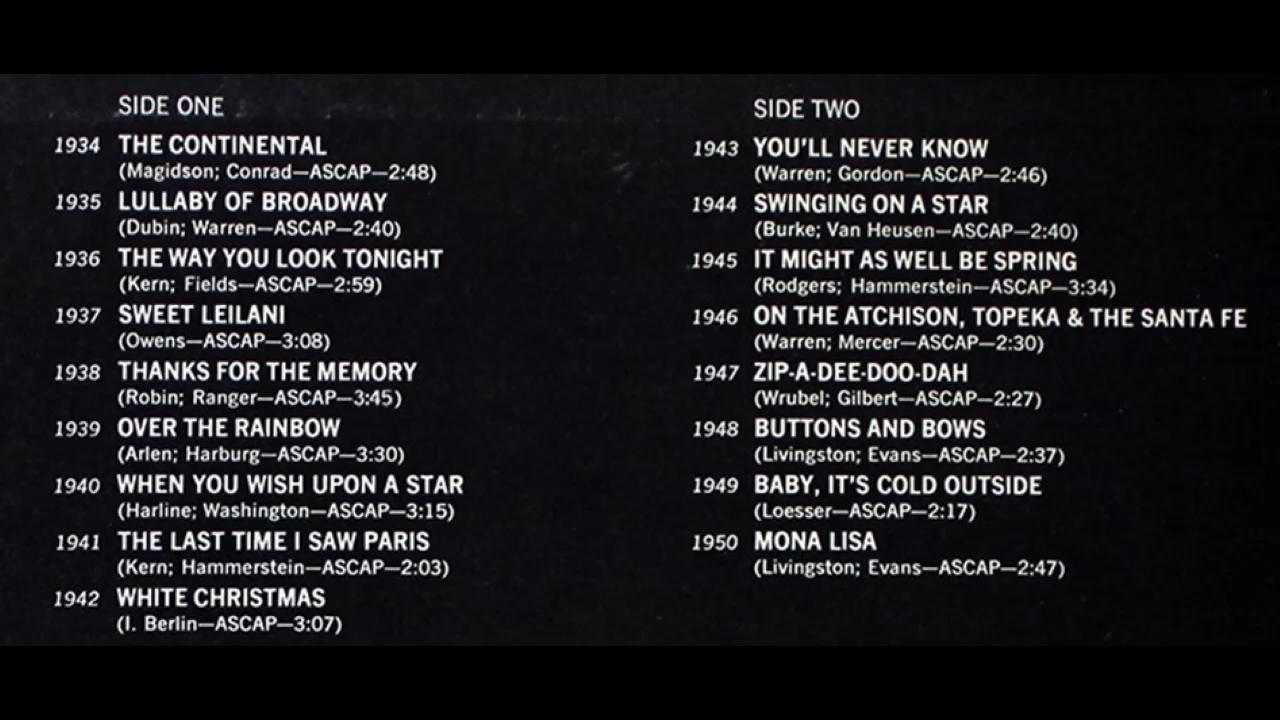 SIDE ONE
1934 THE CONTINENTAL
(Magidson; Conrad—ASCAP—2:48)
1935 LULLABY OF BROADWAY
(Dubin; Warren—ASCAP—2:40)
1936 THE WAY YOU LOOK TONIGHT
(Kern; Fields—ASCAP—2:59)
1937 SWEET LEILANI
(Owens—ASCAP—3:08)
1938 THANKS FOR THE MEMORY
(Robin; Ranger—ASCAP—3:45)
1939 OVER THE RAINBOW
(Arlen; Harburg—ASCAP—3:30)
1940 WHEN YOU WISH UPON A STAR
(Harline; Washington—ASCAP—3:15)
1941 THE LAST TIME I SAW PARIS
(Kern; Hammerstein—ASCAP—2:03)
1942 WHITE CHRISTMAS
(I. Berlin—ASCAP—3:07)
SIDE TWO
1943 YOU'LL NEVER KNOW
(Warren; Gordon—ASCAP—2:46)
1944 SWINGING ON A STAR
(Burke; Van Heusen—ASCAP—2:40)
1945 IT MIGHT AS WELL BE SPRING
(Rodgers; Hammerstein—ASCAP—3:34)
1946 ON THE ATCHISON, TOPEKA & THE SANTA FE
(Warren; Mercer—ASCAP—2:30)
1947 ZIP-A-DEE-DOO-DAH
(Wrubel; Gilbert—ASCAP—2:27)
1948 BUTTONS AND BOWS
(Livingston; Evans—ASCAP—2:37)
1949 BABY, IT'S COLD OUTSIDE
(Loesser—ASCAP—2:17)
1950 MONA LISA
(Livingston; Evans—ASCAP—2:47)